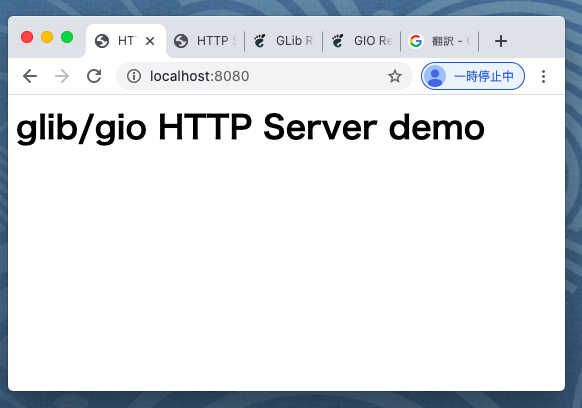 HT
HTTP S
GLib R
GIO Re
翻訳 - G
localhost:8080
一時停止中
glib/gio HTTP Server demo